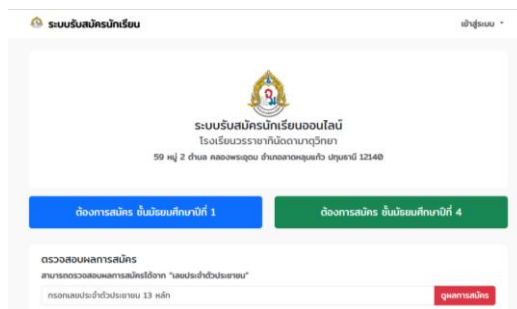 ระบบรับสมัครนักเรียน
เข้าสู่ระบบ
ระบบรับสมัครนักเรียนออนไลน์
โรงเรียนวรราชาทินัดดามาตุวิทยา
59 หมู่ 2 ตำบล คลองพระอุดม อำเภอลาดหลุมแก้ว ปทุมธานี 12140
ต้องการสมัคร ชั้นมัธยมศึกษาปีที่ 1
ต้องการสมัคร ชั้นมัธยมศึกษาปีที่ 4
ตรวจสอบผลการสมัคร
สามารถตรวจสอบผลการสมัครได้จาก "เลขประจำตัวประชาชน"
กรอกเลขประจำตัวประชาชน 13 หลัก
ดูผลการสมัคร